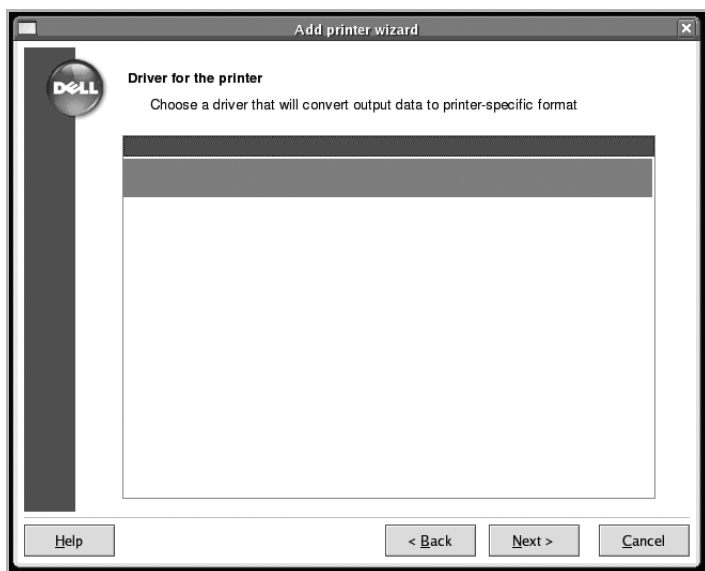 Add printer wizard
DELL
Driver for the printer
Choose a driver that will convert output data to printer-specific format
Help
< Back
Next >
Cancel